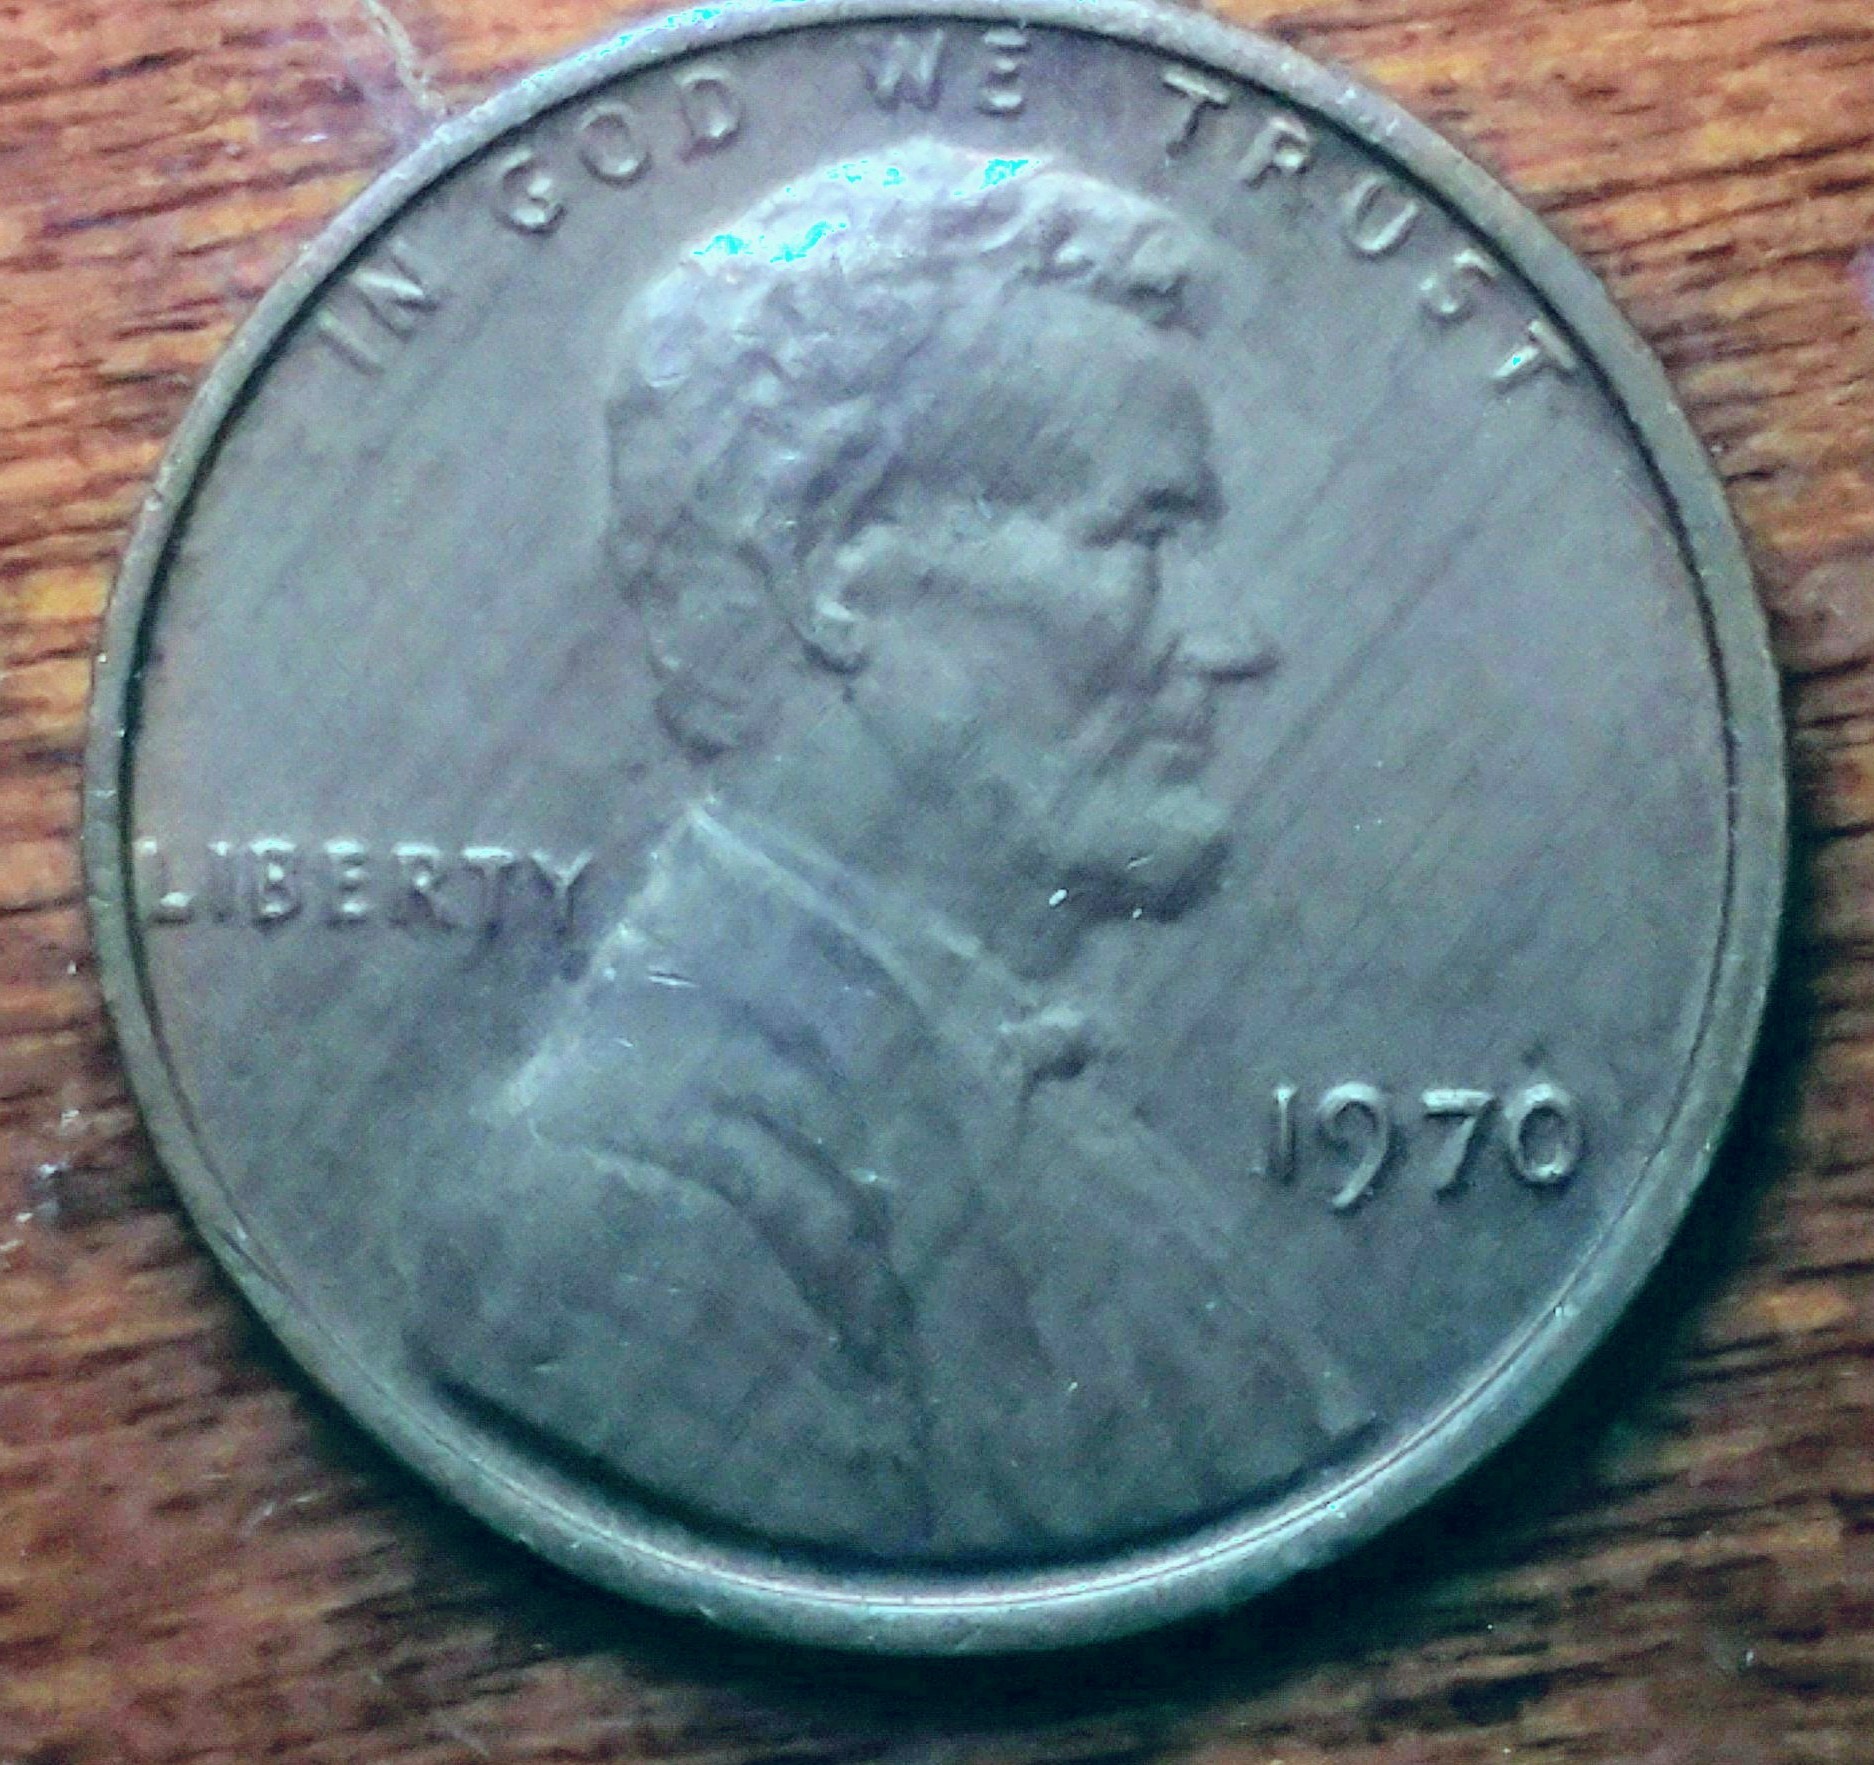 IN GOD WE TRUST
LIBERTY
1970